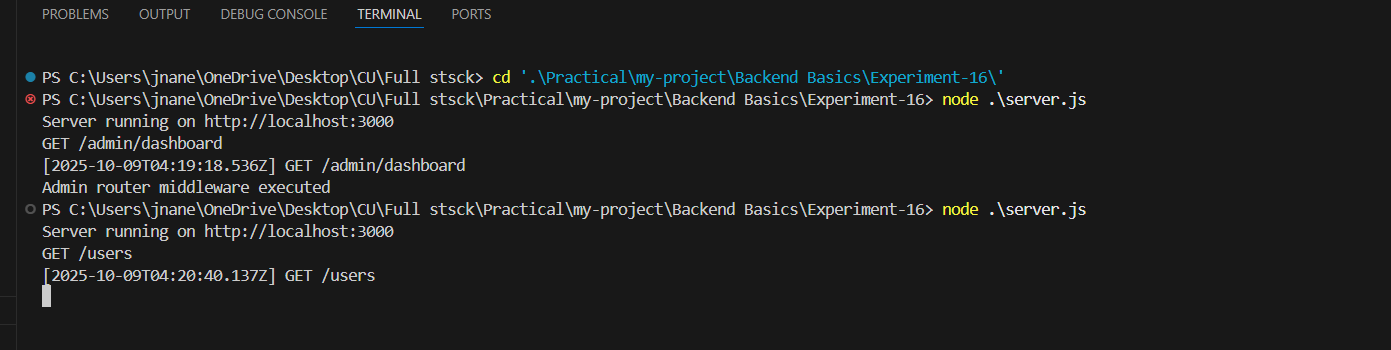 PROBLEMS OUTPUT DEBUG CONSOLE TERMINAL PORTS
PS C:\Users\jnane\OneDrive\Desktop\CU\Full stsck> cd '.\Practical\my-project\Backend Basics\Experiment-16\'
PS C:\Users\jnane\OneDrive\Desktop\CU\Full stsck\Practical\my-project\Backend Basics\Experiment-16> node .\server.js
Server running on http://localhost:3000
GET /admin/dashboard
[2025-10-09T04:19:18.536Z] GET /admin/dashboard
Admin router middleware executed
PS C:\Users\jnane\OneDrive\Desktop\CU\Full stsck\Practical\my-project\Backend Basics\Experiment-16> node .\server.js
Server running on http://localhost:3000
GET /users
[2025-10-09T04:20:40.137Z] GET /users